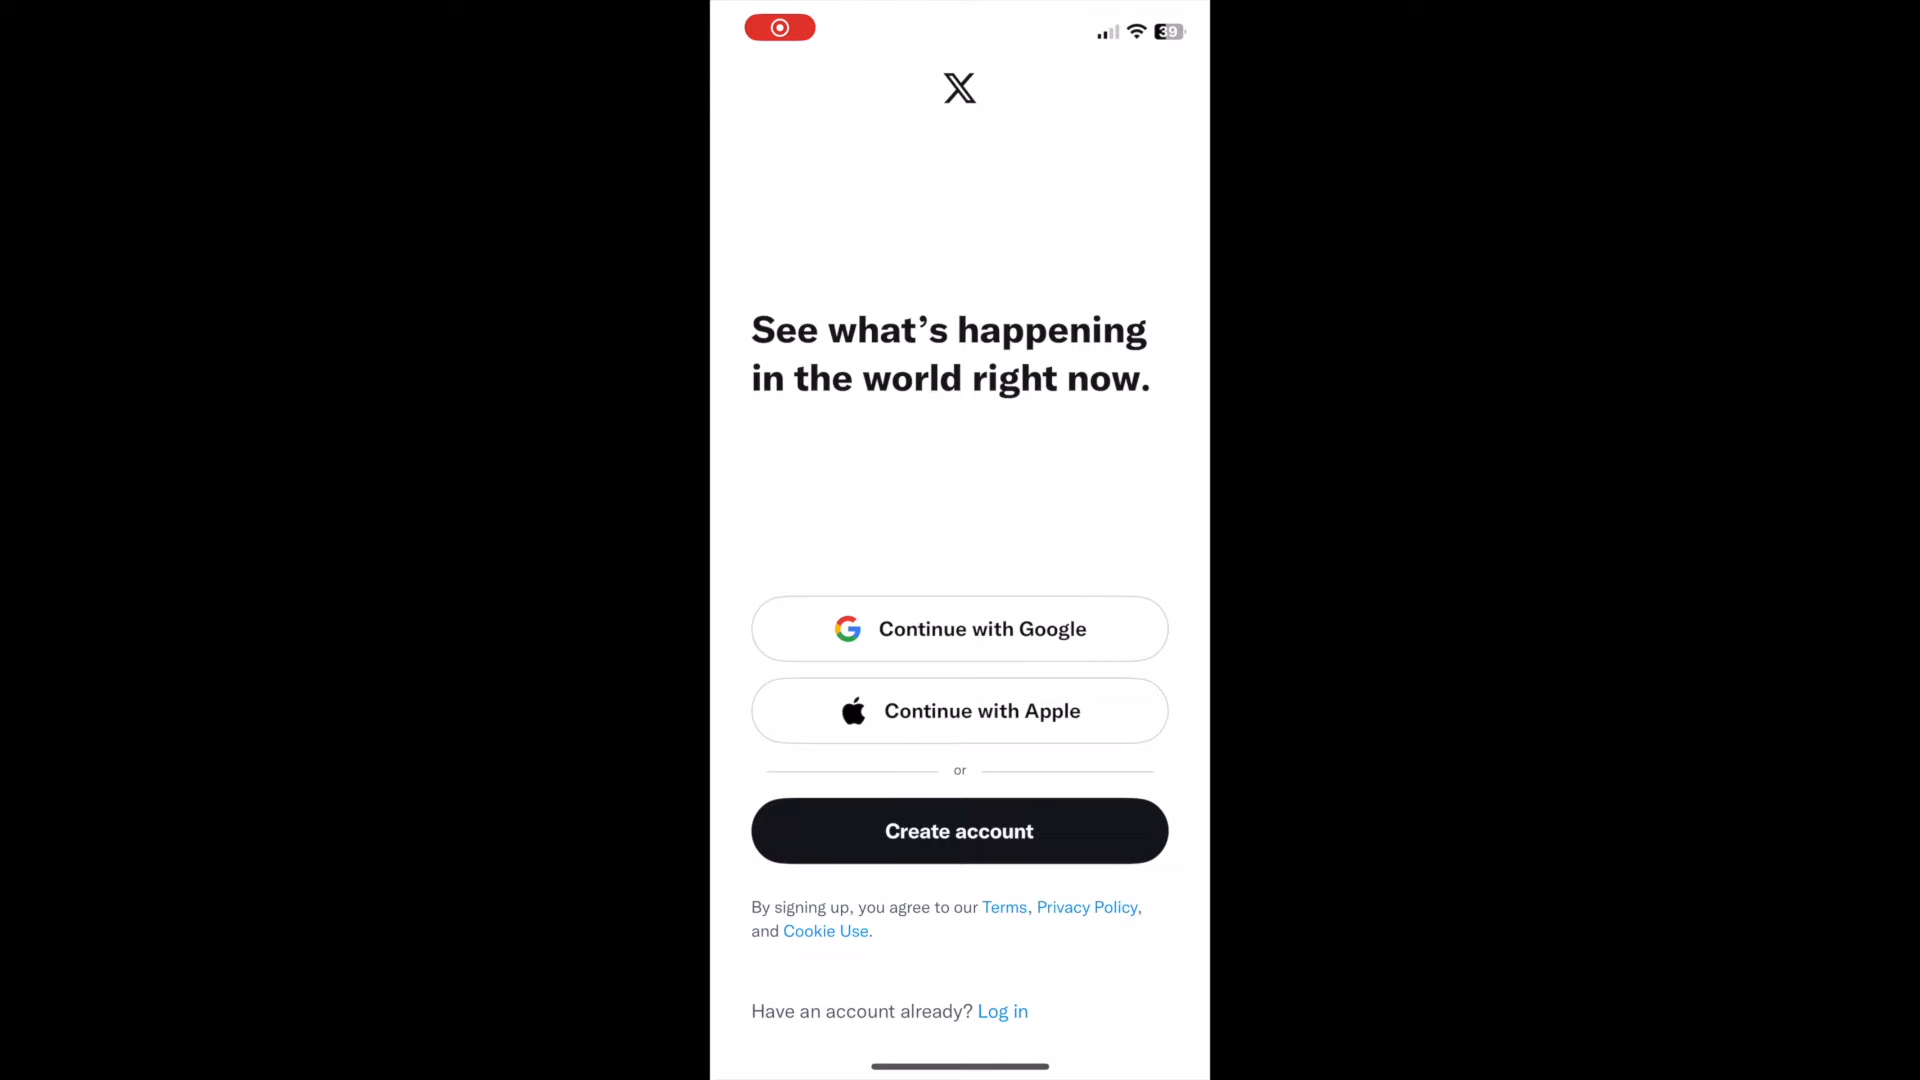 39
X
See what’s happening
in the world right now.
Continue with Google
Continue with Apple
or
Create account
By signing up, you agree to our Terms, Privacy Policy,
and Cookie Use.
Have an account already? Log in